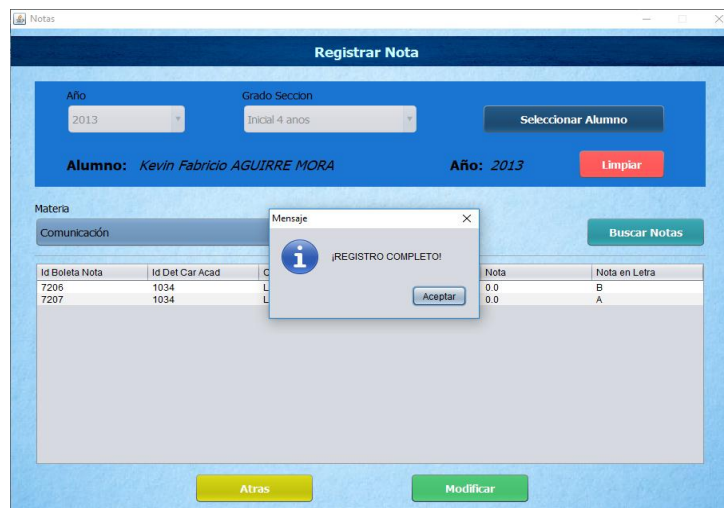 Notas
Registrar Nota
Año Grado Seccion
2013 Inicial 4 anos Seleccionar Alumno
Alumno: Kevin Fabricio AGUIRRE MORA Año: 2013 Limpiar
Materia
Mensaje
Comunicación Buscar Notas
¡REGISTRO COMPLETO!
Id Boleta Nota Id Det Car Acad C Nota Nota en Letra
7206 1034 L 0.0 B
7207 1034 L 0.0 A
Aceptar
Atras Modificar